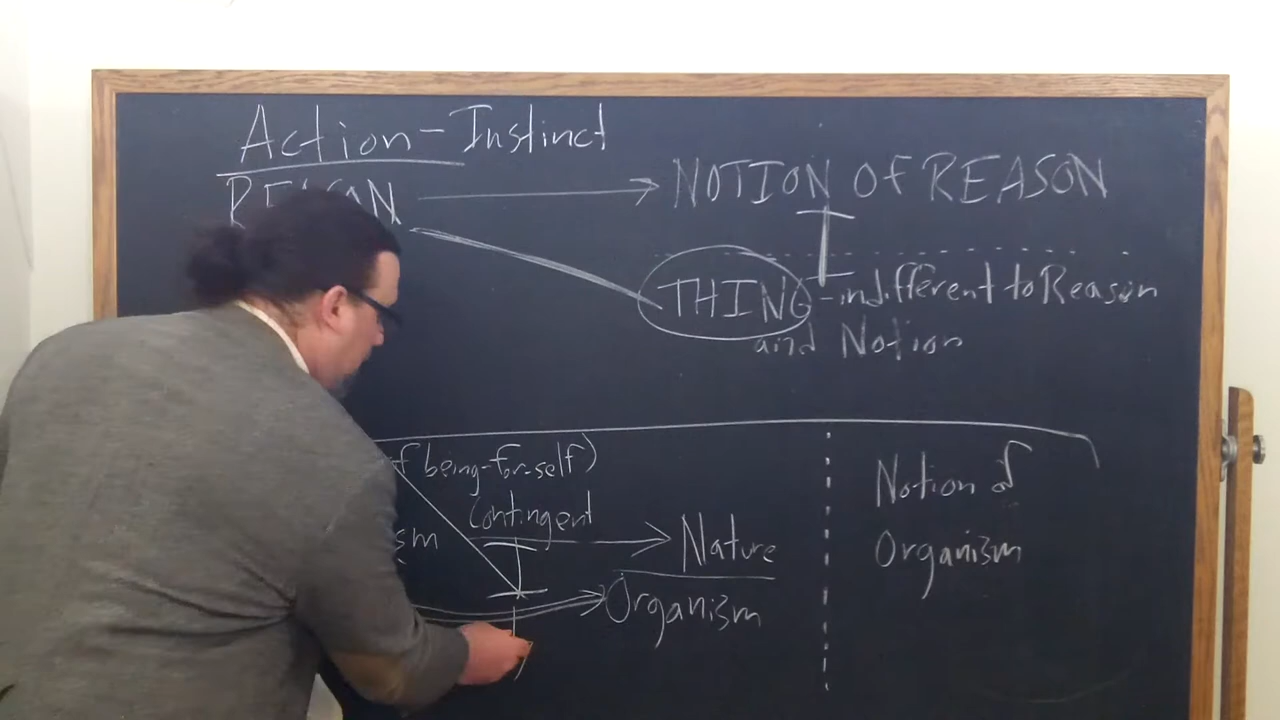 Action-Instinct
REASON
NOTION OF REASON
THING - indifferent to Reason
and Notion
being-for-self)
Contingent
Nature
Organism
Notion of
Organism